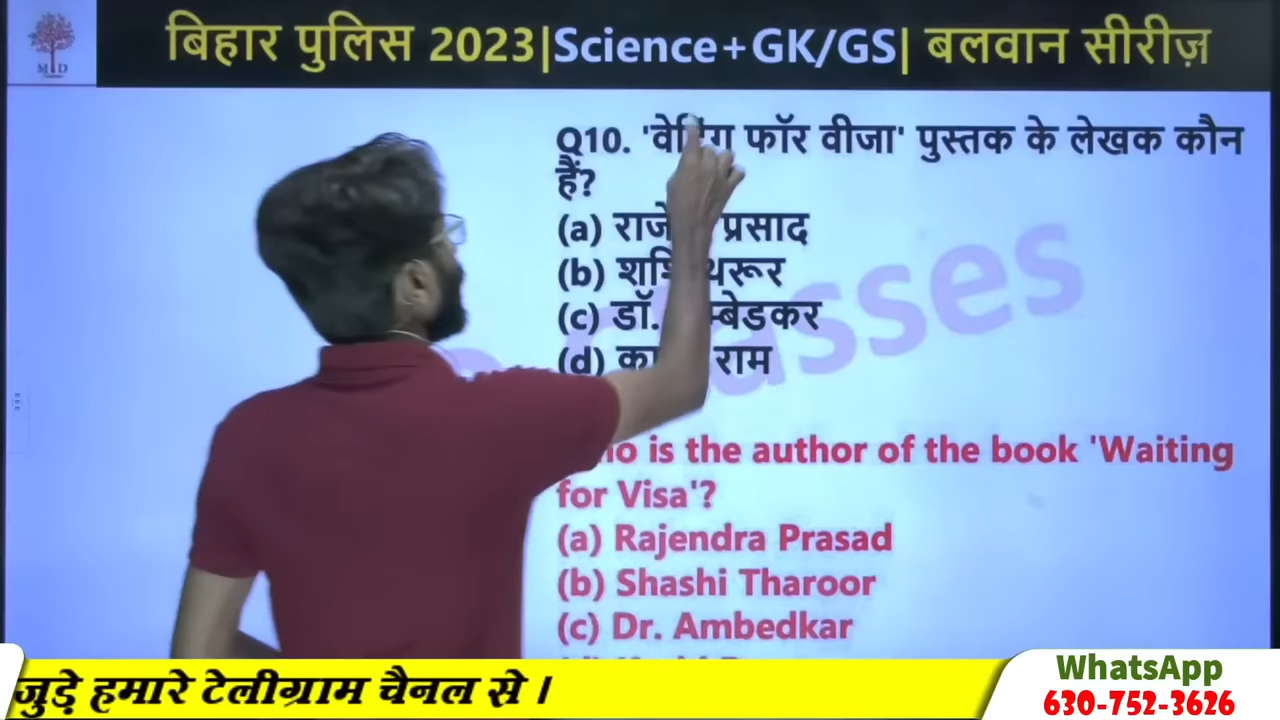 बिहार पुलिस 2023|Science+GK/GS| बलवान सीरीज़
M D
Q10. 'वेटिंग फॉर वीजा' पुस्तक के लेखक कौन
हैं?
(a) प्रसाद
(b) थरूर
(c) डॉ.
(d) राम
is the author of the book 'Waiting
for Visa'?
(a) Rajendra Prasad
(b) Shashi Tharoor
(c) Dr. Ambedkar
जुड़े हमारे टेलीग्राम चैनल से ।
WhatsApp
630-752-3626